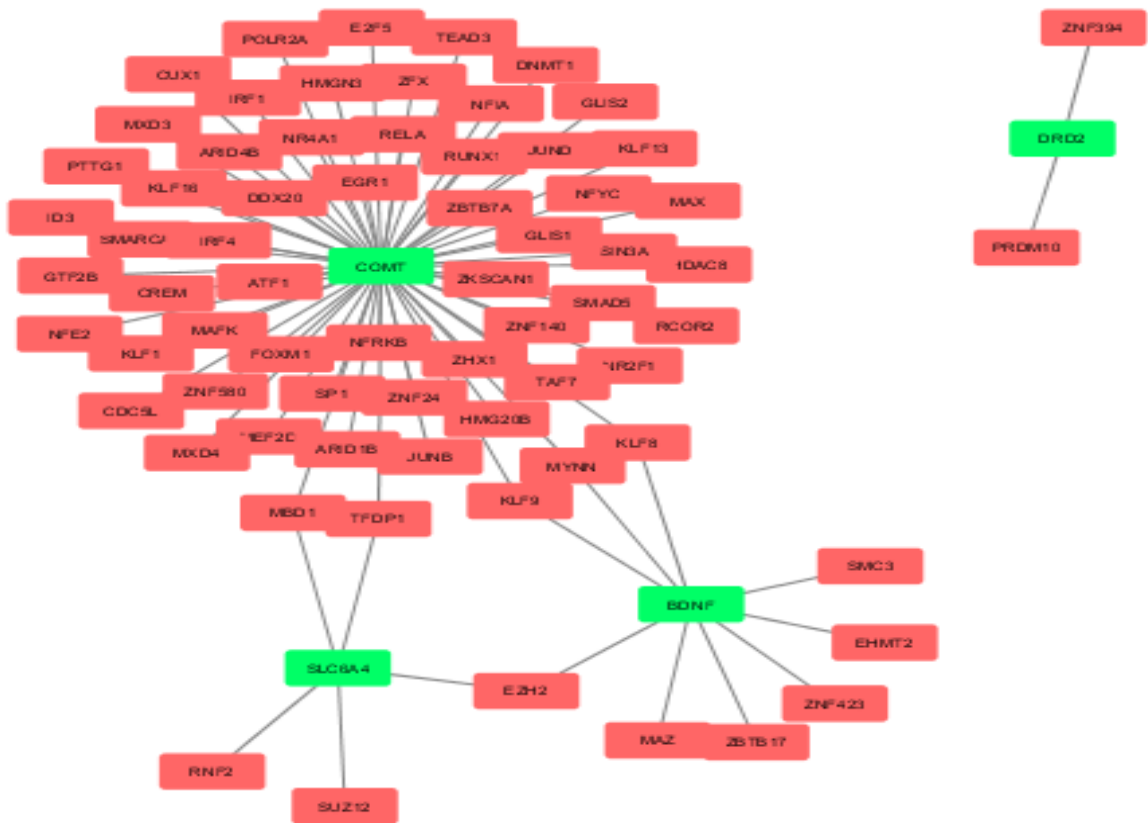 E2F5
ZNF394
POLR2A
TEAD3
DNMT1
CUX1
HMGN3
ZFX
IRF1
NFIA
GLIS2
MXD3
NR4A1
RELA
DRD2
ARID4B
RUNX1
JUND
KLF13
PTTG1
KLF16
EGR1
DDX20
NFYC
ZBTB7A
MAX
ID3
SMARCA
IRF4
GLIS1
PRDM10
SIN3A
COMT
HDAC8
GTF2B
ATF1
ZKSCAN1
CREM
SMAD5
NFE2
MAFK
ZNF140
RCOR2
KLF1
FOXM1
NFRKB
ZHX1
NR2F1
TAF7
ZNF580
SP1
ZNF24
CDC5L
HMG20B
MEF2D
KLF8
MXD4
ARID1B
JUNB
MYNN
KLF9
MBD1
TFDP1
SMC3
BDNF
EHMT2
SLC6A4
EZH2
ZNF423
MAZ
ZBTB17
RNF2
SUZ12